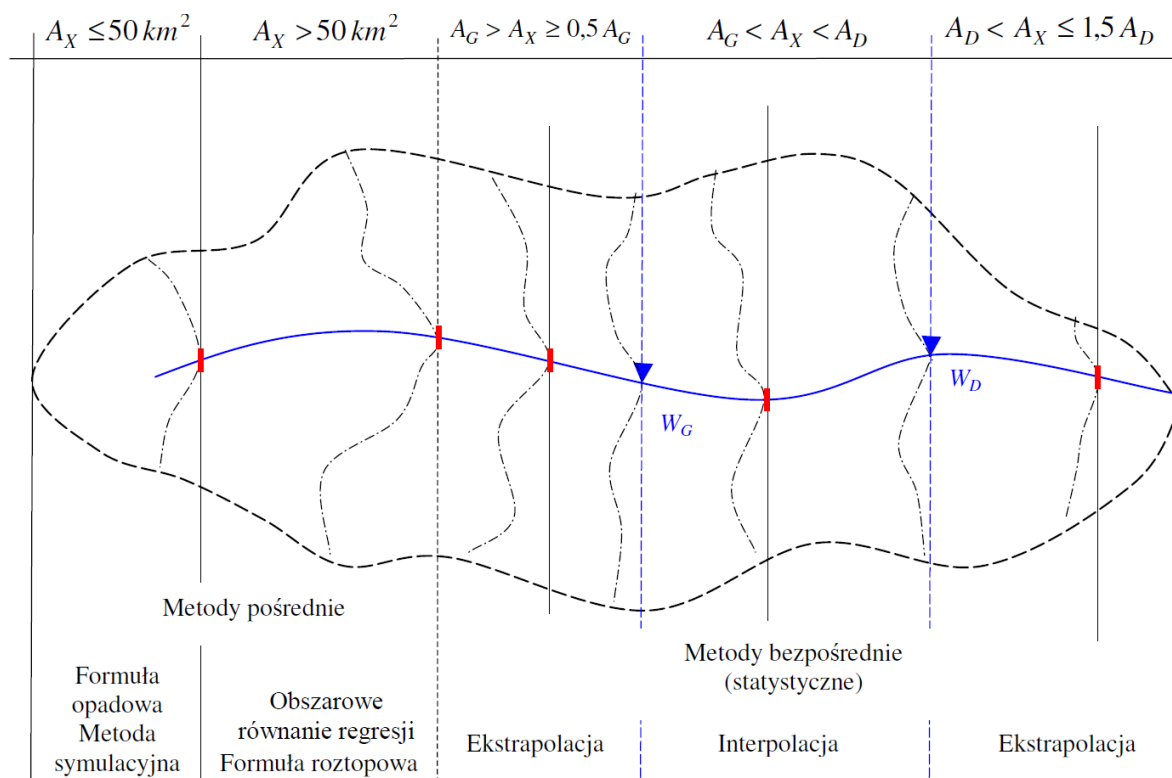 A_X ≤ 50 km²
A_X > 50 km²
A_G > A_X ≥ 0,5 A_G
A_G < A_X < A_D
A_D < A_X ≤ 1,5 A_D
W_G
W_D
Metody pośrednie
Metody bezpośrednie
(statystyczne)
Formuła
opadowa
Metoda
symulacyjna
Obszarowe
równanie regresji
Formuła roztopowa
Ekstrapolacja
Interpolacja
Ekstrapolacja